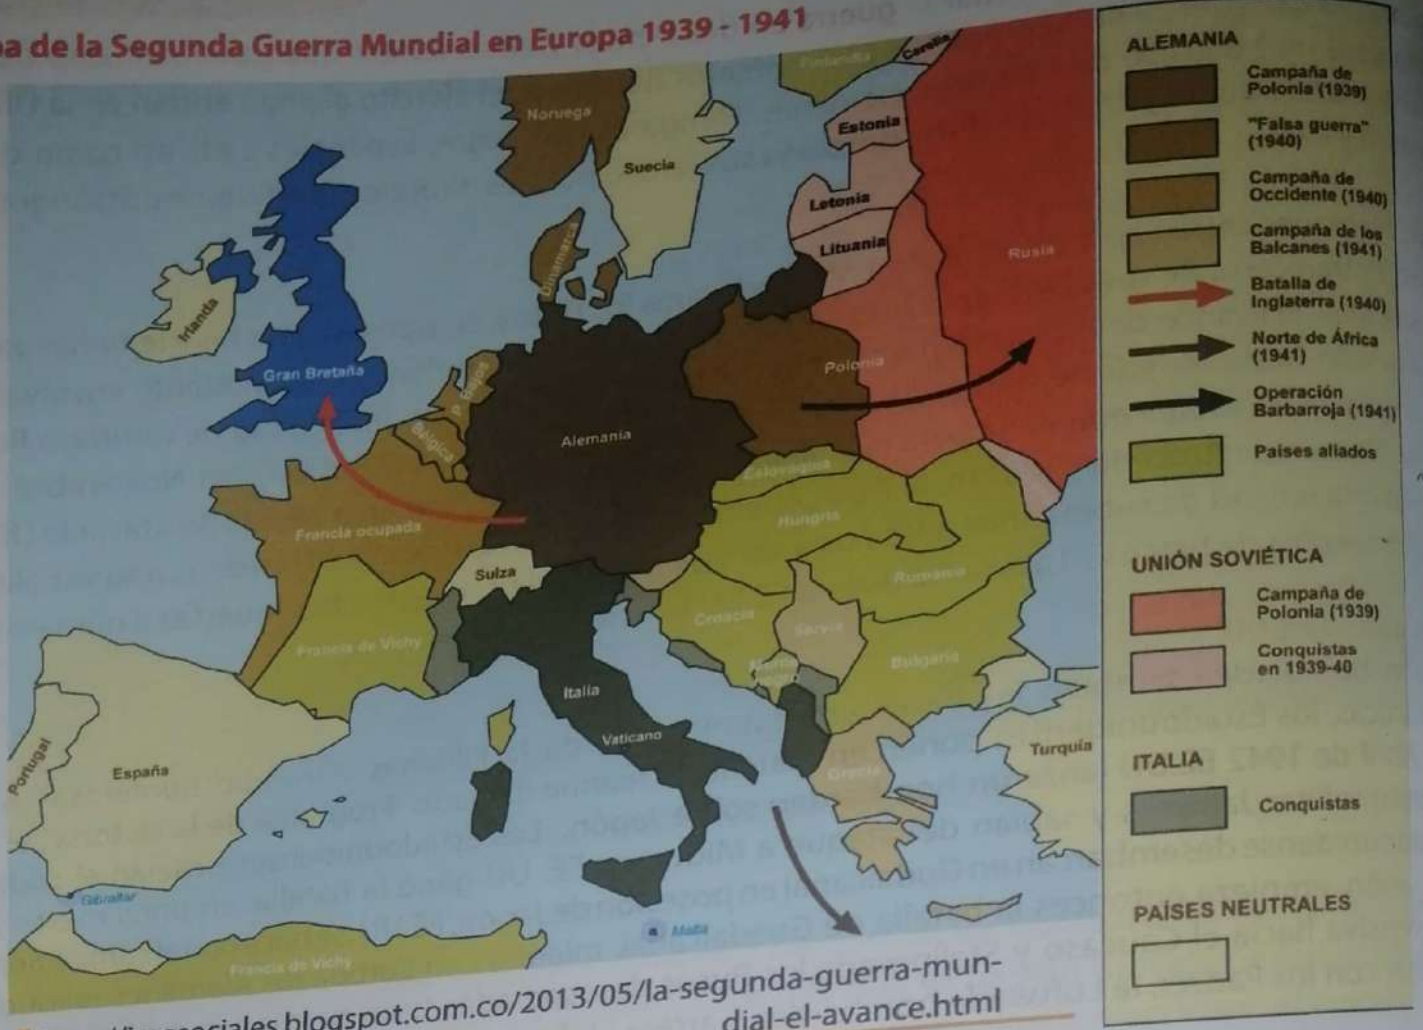 a de la Segunda Guerra Mundial en Europa 1939 - 1941
Noruega
Suecia
Finlandia
Carelia
Estonia
Letonia
Lituania
Rusia
Dinamarca
Irlanda
Gran Bretaña
P. Bajos
Bélgica
Alemania
Polonia
Eslovaquia
Hungría
Rumania
Francia ocupada
Suiza
Francia de Vichy
Croacia
Servia
Monte
negro
Bulgaria
Italia
Vaticano
Grecia
Turquía
Portugal
España
Gibraltar
Malta
Francia de Vichy
ALEMANIA
Campaña de
Polonia (1939)
"Falsa guerra"
(1940)
Campaña de
Occidente (1940)
Campaña de los
Balcanes (1941)
Batalla de
Inglaterra (1940)
Norte de África
(1941)
Operación
Barbarroja (1941)
Países aliados
UNIÓN SOVIÉTICA
Campaña de
Polonia (1939)
Conquistas
en 1939-40
ITALIA
Conquistas
PAÍSES NEUTRALES
sociales.blogspot.com.co/2013/05/la-segunda-guerra-mun-
dial-el-avance.html